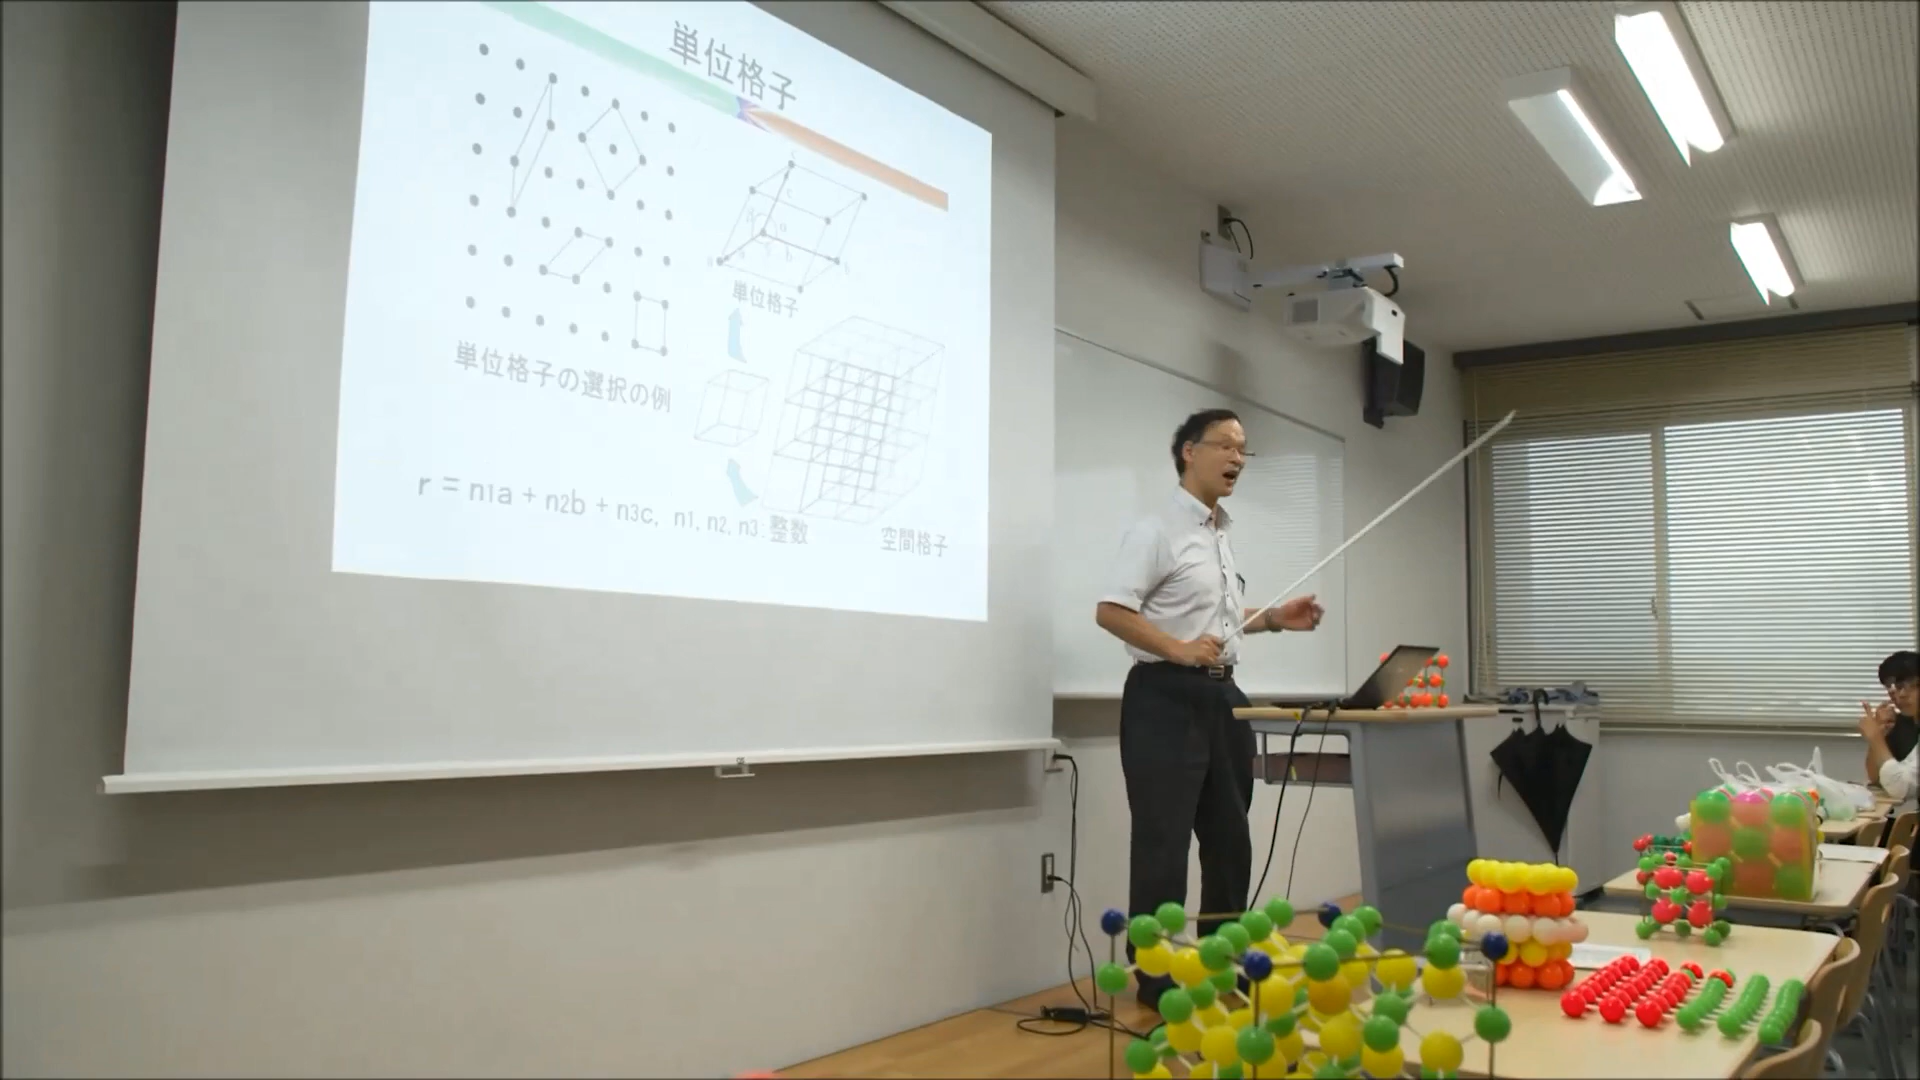 単位格子
単位格子
単位格子の選択の例
r = n1a + n2b + n3c, n1, n2, n3:整数
空間格子